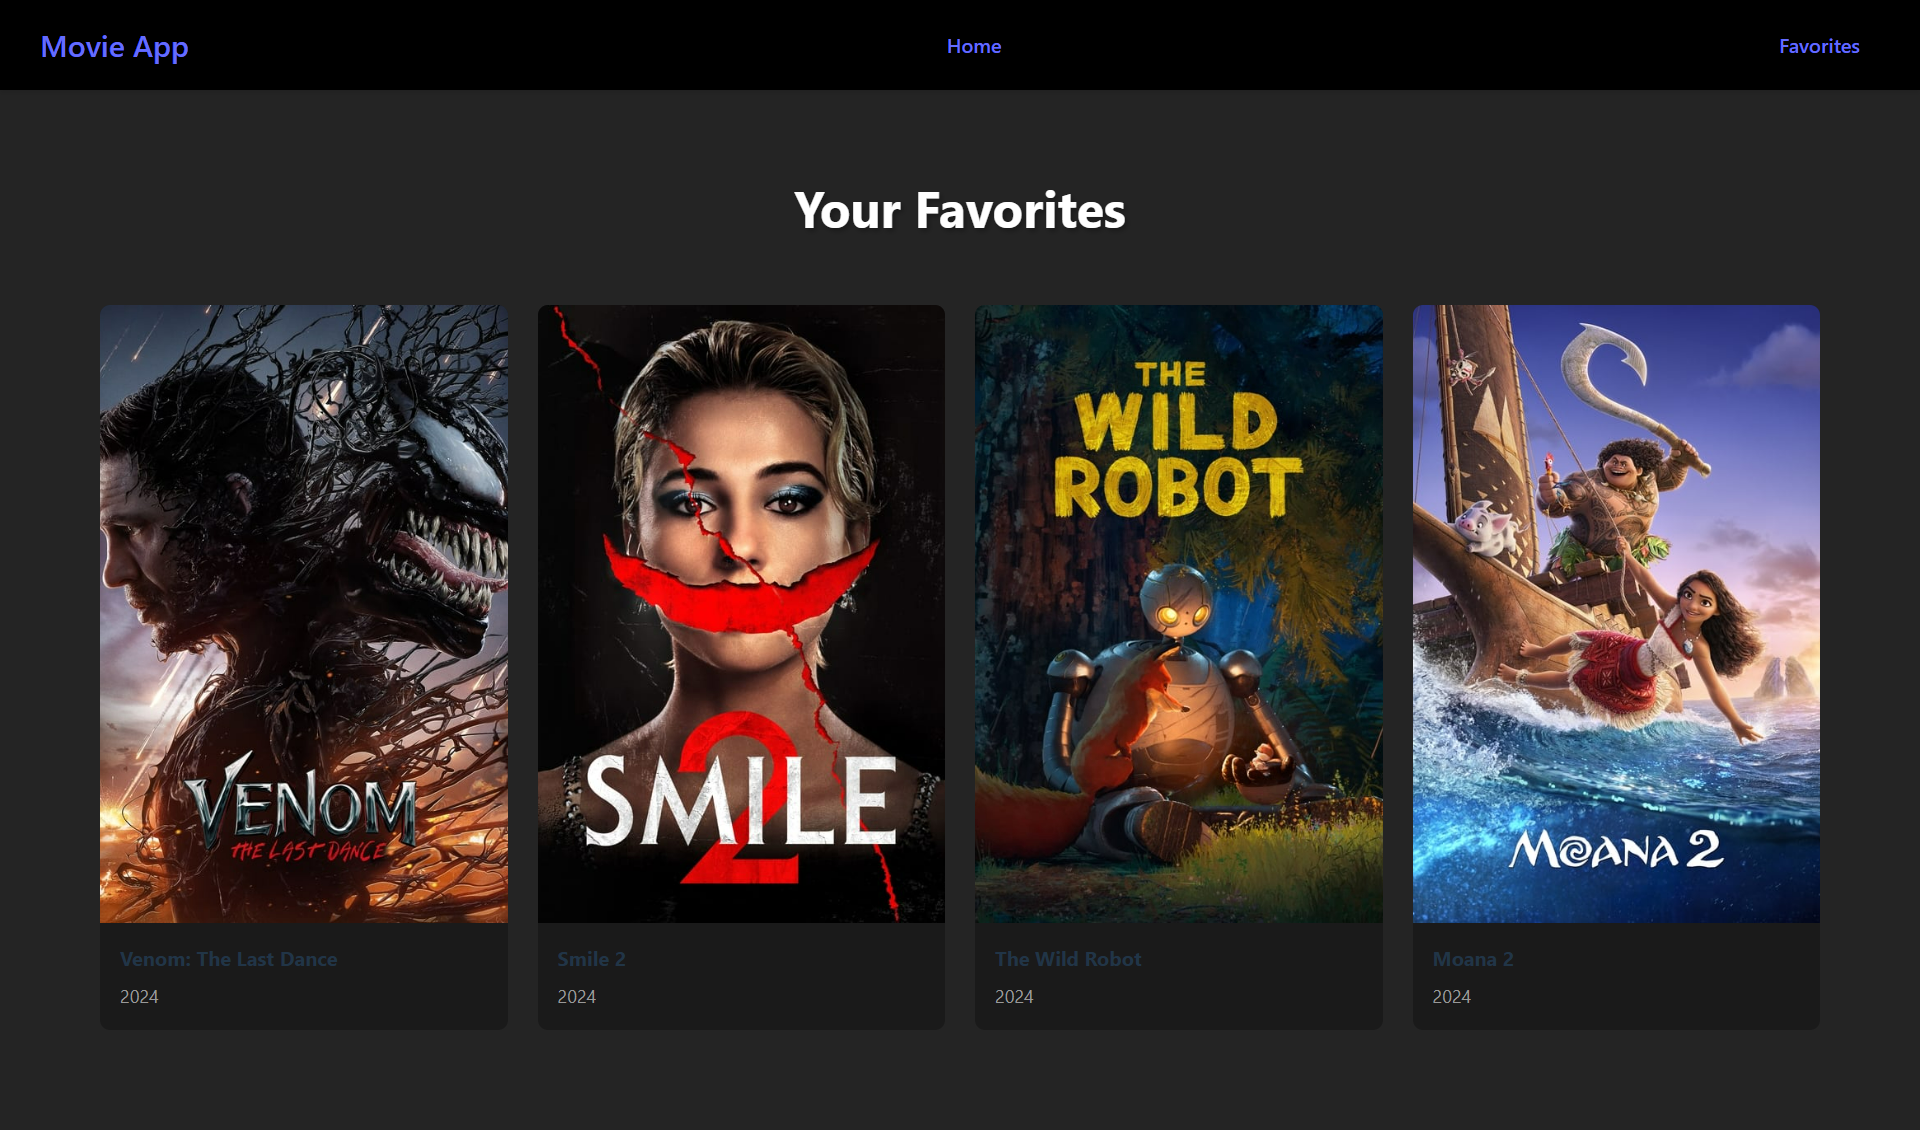 Movie App
Home
Favorites
Your Favorites
VENOM
THE LAST DANCE
SMILE
2
THE
WILD
ROBOT
MOANA 2
Venom: The Last Dance
2024
Smile 2
2024
The Wild Robot
2024
Moana 2
2024